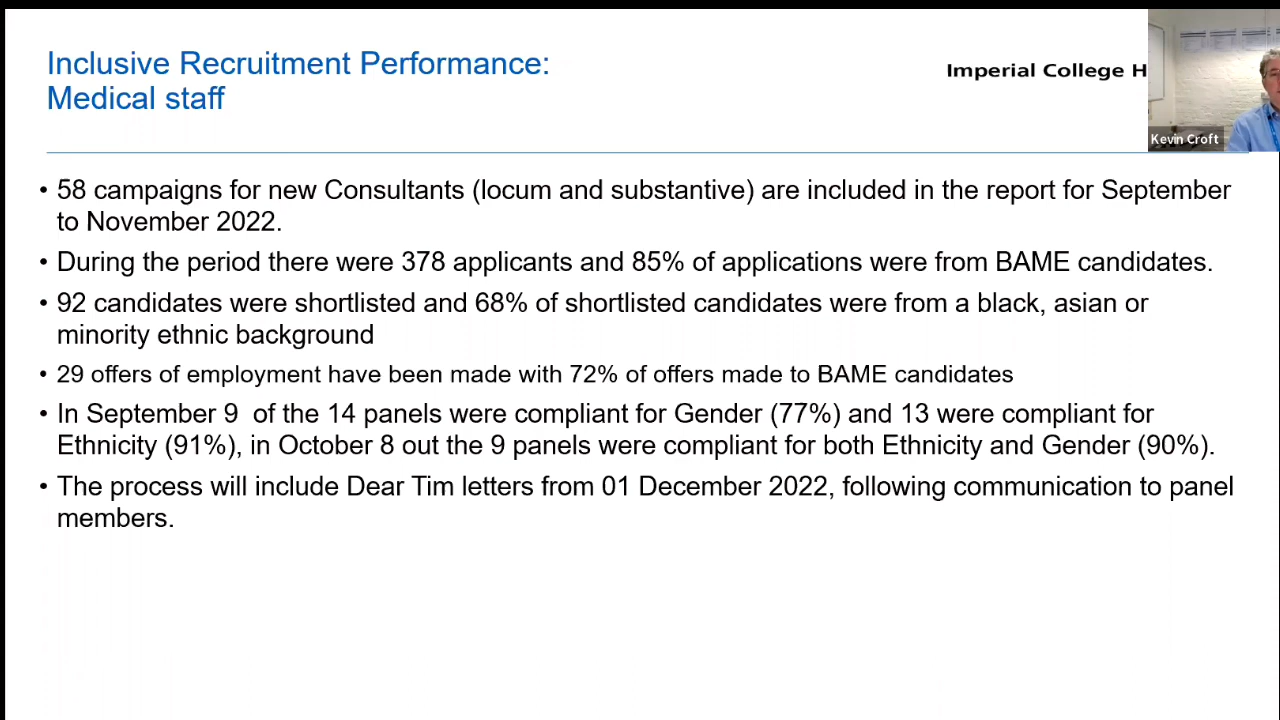 Inclusive Recruitment Performance:
Medical staff
Imperial College H
Kevin Croft
• 58 campaigns for new Consultants (locum and substantive) are included in the report for September
to November 2022.
• During the period there were 378 applicants and 85% of applications were from BAME candidates.
• 92 candidates were shortlisted and 68% of shortlisted candidates were from a black, asian or
minority ethnic background
• 29 offers of employment have been made with 72% of offers made to BAME candidates
• In September 9  of the 14 panels were compliant for Gender (77%) and 13 were compliant for
Ethnicity (91%), in October 8 out the 9 panels were compliant for both Ethnicity and Gender (90%).
• The process will include Dear Tim letters from 01 December 2022, following communication to panel
members.